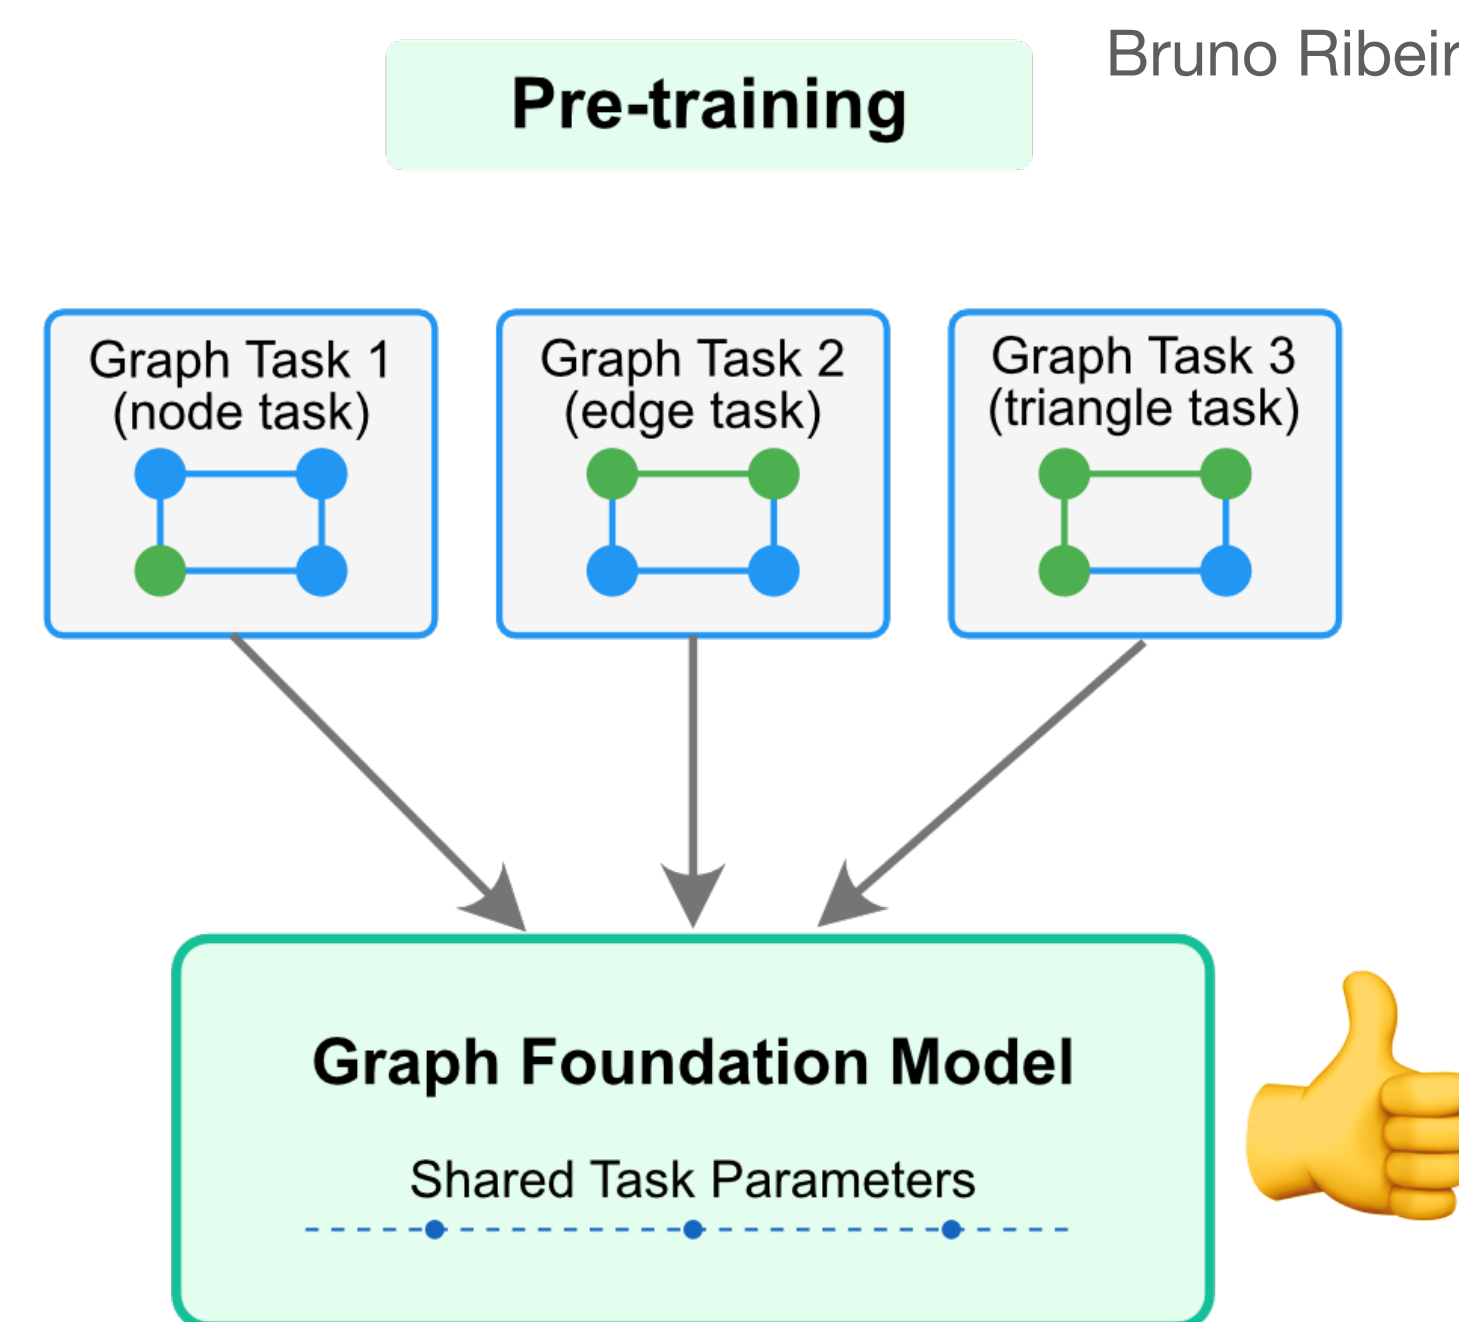 Bruno Ribeir
Pre-training
Graph Task 1
(node task)
Graph Task 2
(edge task)
Graph Task 3
(triangle task)
Graph Foundation Model
Shared Task Parameters